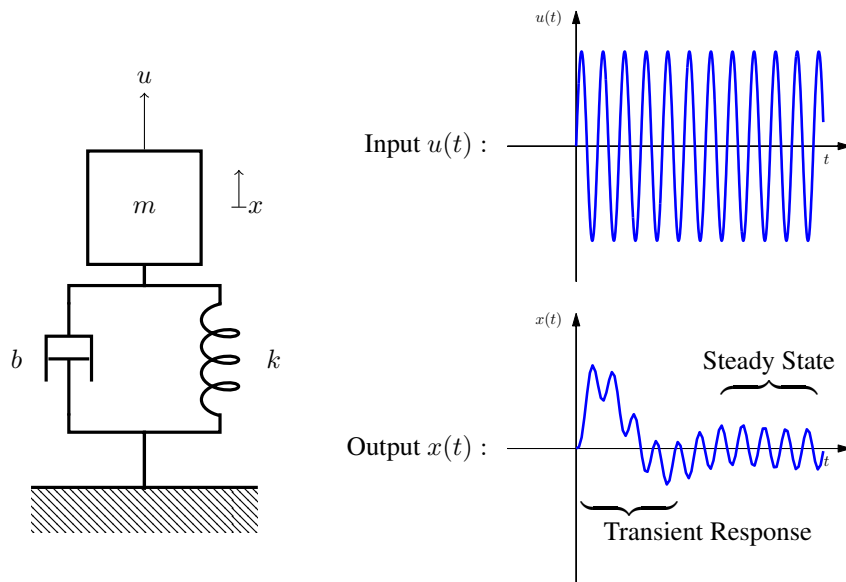 u
m
x
b
k
u(t)
Input u(t) :
t
x(t)
Steady State
Output x(t) :
t
Transient Response